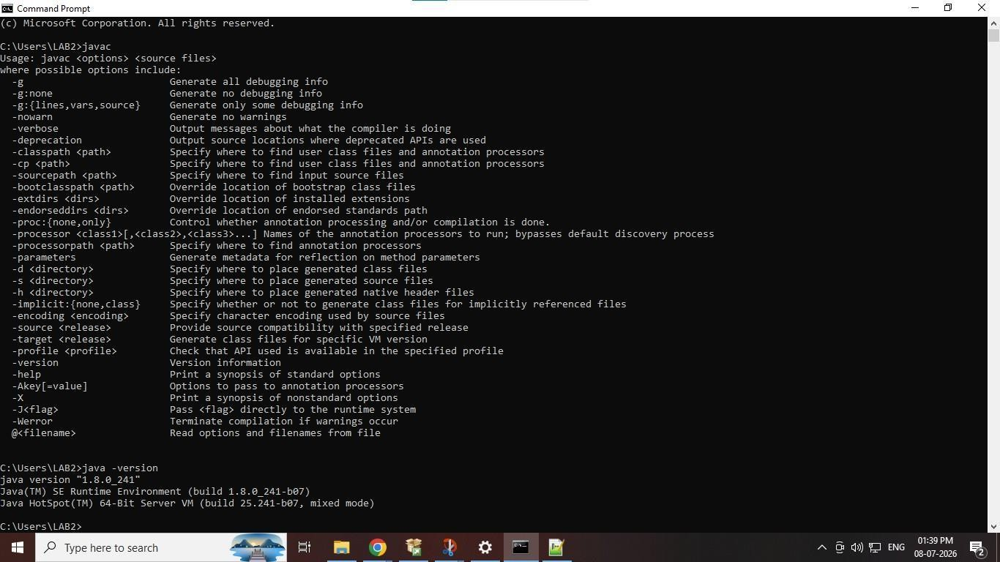 Command Prompt
(c) Microsoft Corporation. All rights reserved.
C:\Users\LAB2>javac
Usage: javac <options> <source files>
where possible options include:
  -g                         Generate all debugging info
  -g:none                    Generate no debugging info
  -g:{lines,vars,source}     Generate only some debugging info
  -nowarn                    Generate no warnings
  -verbose                   Output messages about what the compiler is doing
  -deprecation               Output source locations where deprecated APIs are used
  -classpath <path>          Specify where to find user class files and annotation processors
  -cp <path>                 Specify where to find user class files and annotation processors
  -sourcepath <path>         Specify where to find input source files
  -bootclasspath <path>      Override location of bootstrap class files
  -extdirs <dirs>            Override location of installed extensions
  -endorseddirs <dirs>       Override location of endorsed standards path
  -proc:{none,only}          Control whether annotation processing and/or compilation is done.
  -processor <class1>[,<class2>,<class3>...] Names of the annotation processors to run; bypasses default discovery process
  -processorpath <path>      Specify where to find annotation processors
  -parameters                Generate metadata for reflection on method parameters
  -d <directory>             Specify where to place generated class files
  -s <directory>             Specify where to place generated source files
  -h <directory>             Specify where to place generated native header files
  -implicit:{none,class}     Specify whether or not to generate class files for implicitly referenced files
  -encoding <encoding>       Specify character encoding used by source files
  -source <release>          Provide source compatibility with specified release
  -target <release>          Generate class files for specific VM version
  -profile <profile>         Check that API used is available in the specified profile
  -version                   Version information
  -help                      Print a synopsis of standard options
  -Akey[=value]              Options to pass to annotation processors
  -X                         Print a synopsis of nonstandard options
  -J<flag>                   Pass <flag> directly to the runtime system
  -Werror                    Terminate compilation if warnings occur
  @<filename>                Read options and filenames from file
C:\Users\LAB2>java -version
java version "1.8.0_241"
Java(TM) SE Runtime Environment (build 1.8.0_241-b07)
Java HotSpot(TM) 64-Bit Server VM (build 25.241-b07, mixed mode)
C:\Users\LAB2>
Type here to search
ENG
01:39 PM
08-07-2026
2